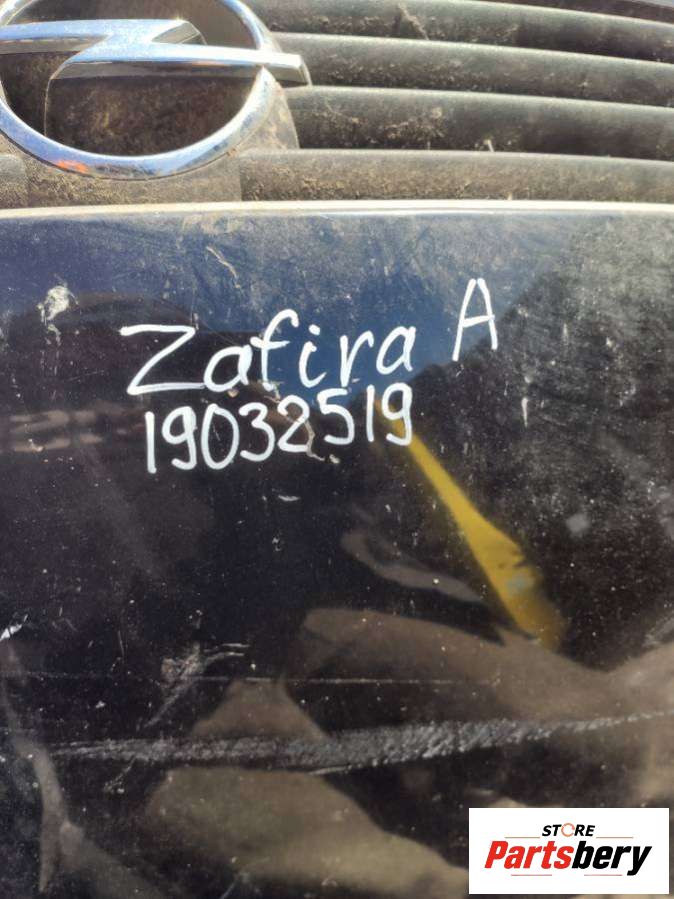 Zafira A
19032519
STORE
Partsbery